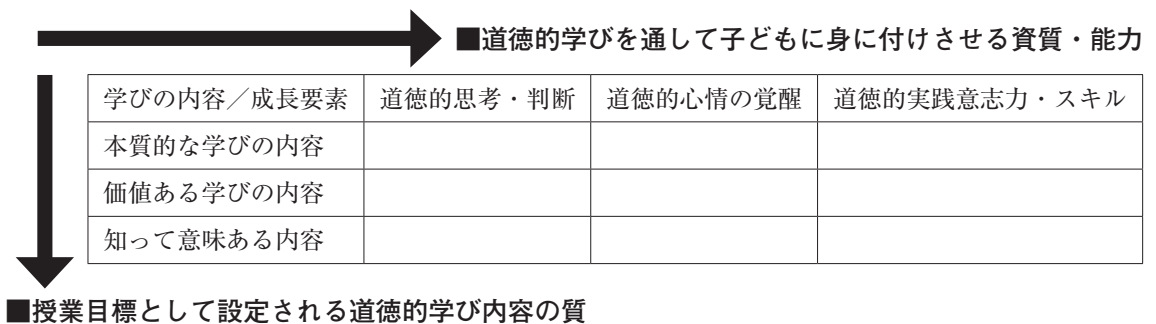 ■道徳的学びを通して子どもに身に付けさせる資質・能力
学びの内容／成長要素 道徳的思考・判断 道徳的心情の覚醒 道徳的実践意志力・スキル
本質的な学びの内容
価値ある学びの内容
知って意味ある内容
■授業目標として設定される道徳的学び内容の質